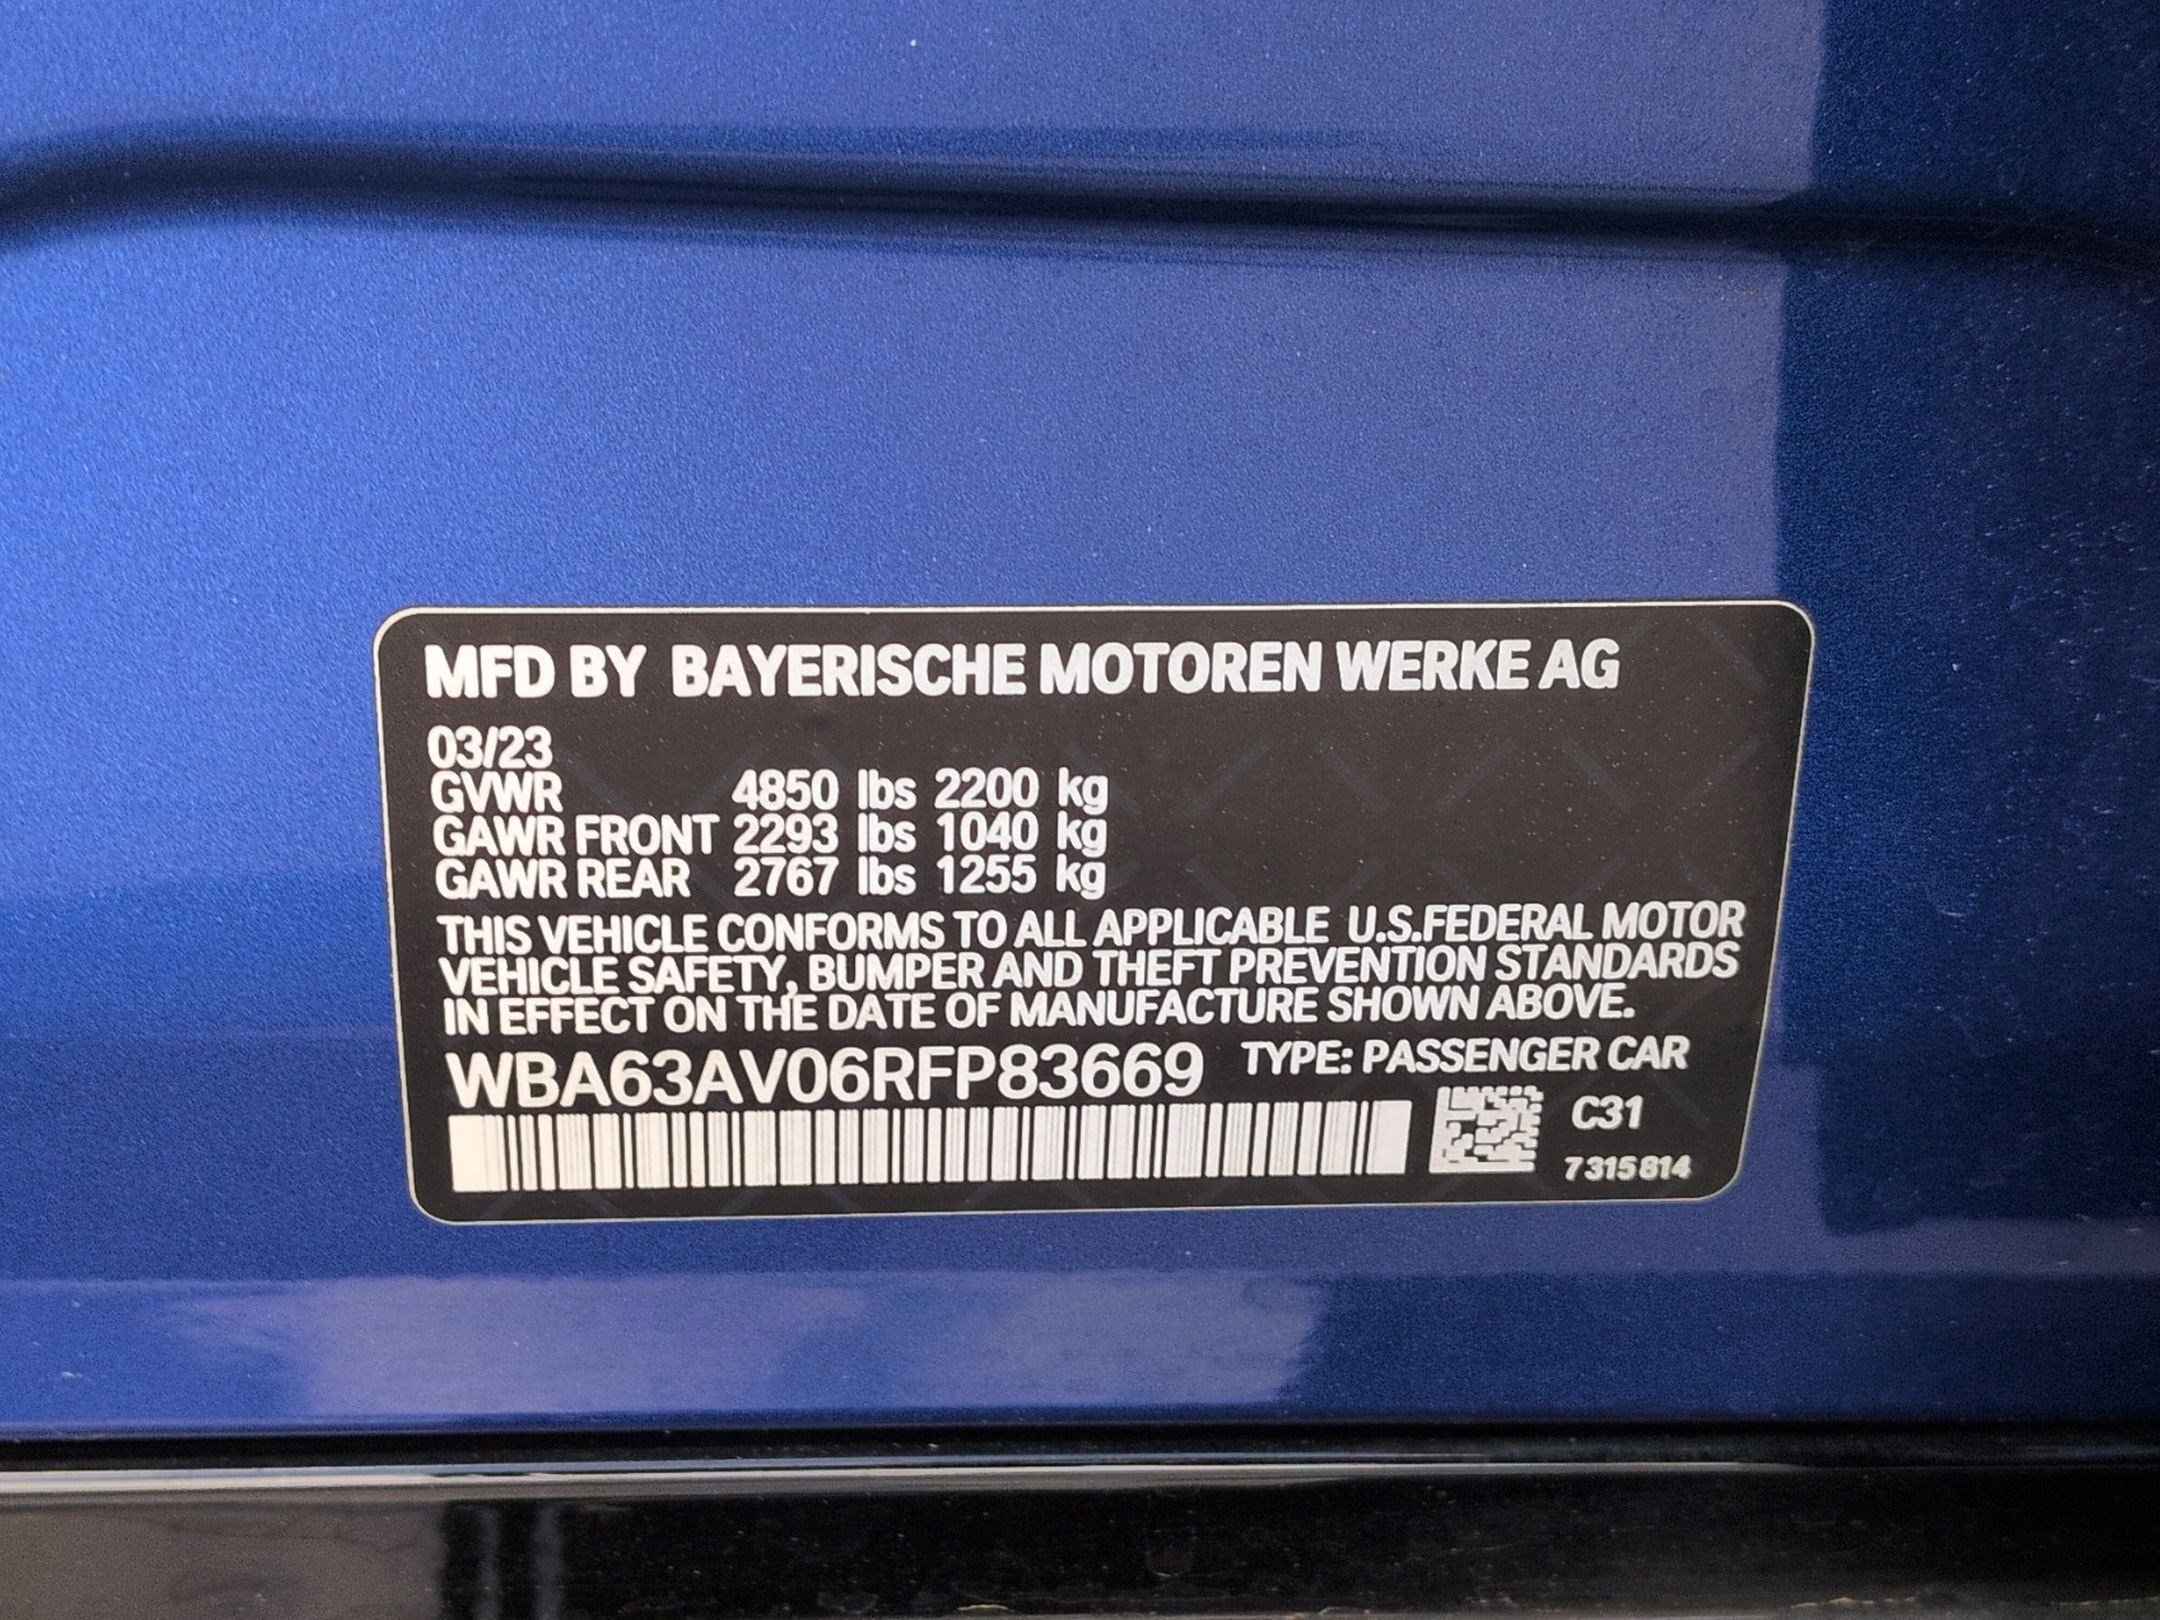 MFD BY BAYERISCHE MOTOREN WERKE AG
03/23
GVWR 4850 lbs 2200 kg
GAWR FRONT 2293 lbs 1040 kg
GAWR REAR 2767 lbs 1255 kg
THIS VEHICLE CONFORMS TO ALL APPLICABLE U.S.FEDERAL MOTOR
VEHICLE SAFETY, BUMPER AND THEFT PREVENTION STANDARDS
IN EFFECT ON THE DATE OF MANUFACTURE SHOWN ABOVE.
WBA63AV06RFP83669 TYPE: PASSENGER CAR
C31
7315814